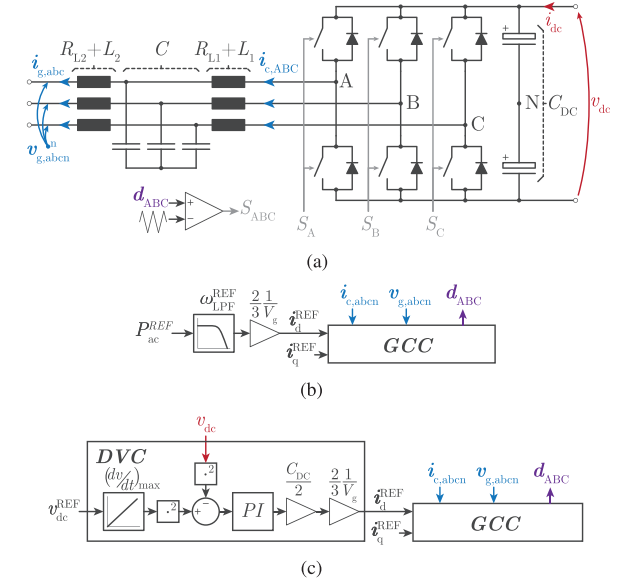 R_L2+L_2 C R_L1+L_1
i_g,abc i_c,ABC i_dc
A
B N C_DC v_dc
C
n
v_g,abcn
d_ABC
+
−
S_ABC S_A S_B S_C
+
+
(a)
ω_LPF^REF 2/3 1/V_g i_c,abcn v_g,abcn d_ABC
P_ac^REF i_d^REF
i_q^REF GCC
(b)
v_dc
DVC
(dv/dt)_max ·² C_DC/2 2/3 1/V_g i_c,abcn v_g,abcn d_ABC
v_dc^REF ·² + − PI i_d^REF
i_q^REF GCC
(c)